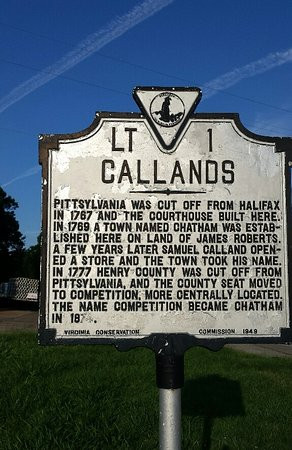 LT 1
CALLANDS
PITTSYLVANIA WAS CUT OFF FROM HALIFAX
IN 1767 AND THE COURTHOUSE BUILT HERE.
IN 1769 A TOWN NAMED CHATHAM WAS ESTAB-
LISHED HERE ON LAND OF JAMES ROBERTS.
A FEW YEARS LATER SAMUEL CALLAND OPEN-
ED A STORE AND THE TOWN TOOK HIS NAME.
IN 1777 HENRY COUNTY WAS CUT OFF FROM
PITTSYLVANIA, AND THE COUNTY SEAT MOVED
TO COMPETITION, MORE CENTRALLY LOCATED.
THE NAME COMPETITION BECAME CHATHAM
IN
VIRGINIA CONSERVATION COMMISSION 1948